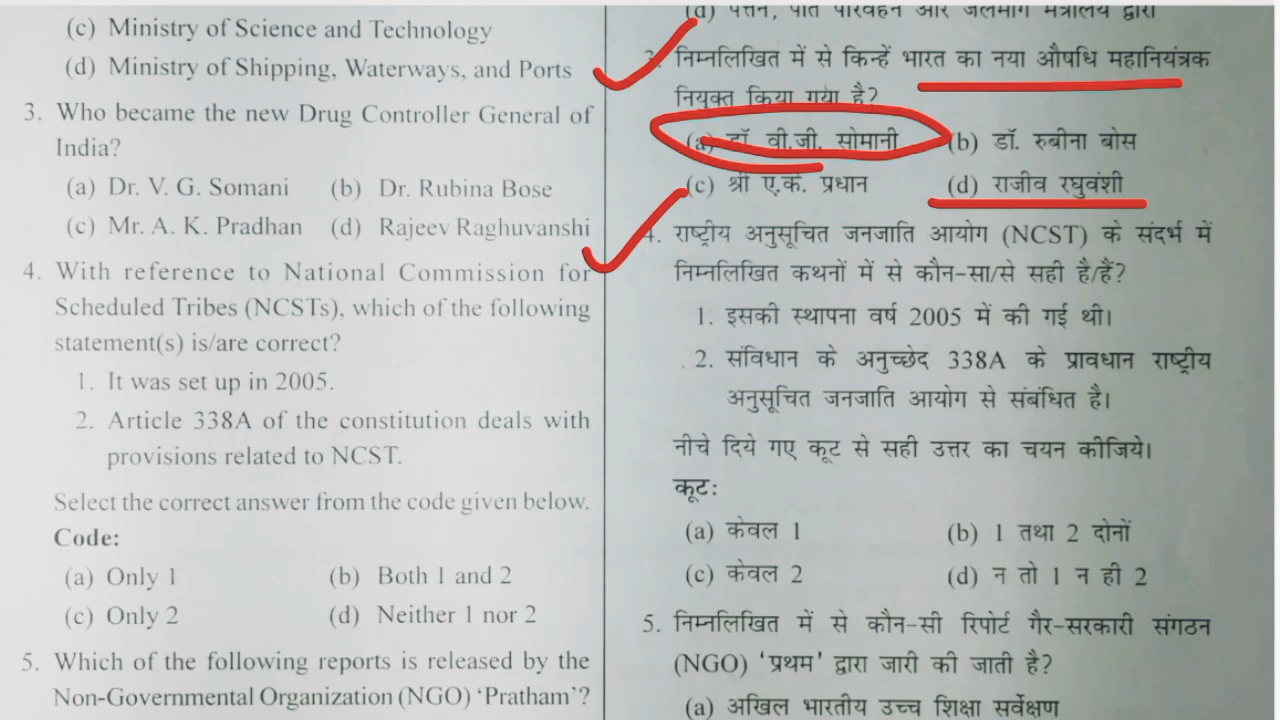 (c) Ministry of Science and Technology
(d) Ministry of Shipping, Waterways, and Ports
3. Who became the new Drug Controller General of
India?
(a) Dr. V. G. Somani (b) Dr. Rubina Bose
(c) Mr. A. K. Pradhan (d) Rajeev Raghuvanshi
4. With reference to National Commission for
Scheduled Tribes (NCSTs), which of the following
statement(s) is/are correct?
1. It was set up in 2005.
2. Article 338A of the constitution deals with
provisions related to NCST.
Select the correct answer from the code given below.
Code:
(a) Only 1 (b) Both 1 and 2
(c) Only 2 (d) Neither 1 nor 2
5. Which of the following reports is released by the
Non-Governmental Organization (NGO) ‘Pratham’?
(d) पत्तन, पोत परिवहन और जलमार्ग मंत्रालय द्वारा
3. निम्नलिखित में से किन्हें भारत का नया औषधि महानियंत्रक
नियुक्त किया गया है?
(a) डॉ. वी.जी. सोमानी (b) डॉ. रुबीना बोस
(c) श्री ए.के. प्रधान (d) राजीव रघुवंशी
4. राष्ट्रीय अनुसूचित जनजाति आयोग (NCST) के संदर्भ में
निम्नलिखित कथनों में से कौन-सा/से सही है/हैं?
1. इसकी स्थापना वर्ष 2005 में की गई थी।
2. संविधान के अनुच्छेद 338A के प्रावधान राष्ट्रीय
अनुसूचित जनजाति आयोग से संबंधित है।
नीचे दिये गए कूट से सही उत्तर का चयन कीजिये।
कूट:
(a) केवल 1 (b) 1 तथा 2 दोनों
(c) केवल 2 (d) न तो 1 न ही 2
5. निम्नलिखित में से कौन-सी रिपोर्ट गैर-सरकारी संगठन
(NGO) ‘प्रथम’ द्वारा जारी की जाती है?
(a) अखिल भारतीय उच्च शिक्षा सर्वेक्षण